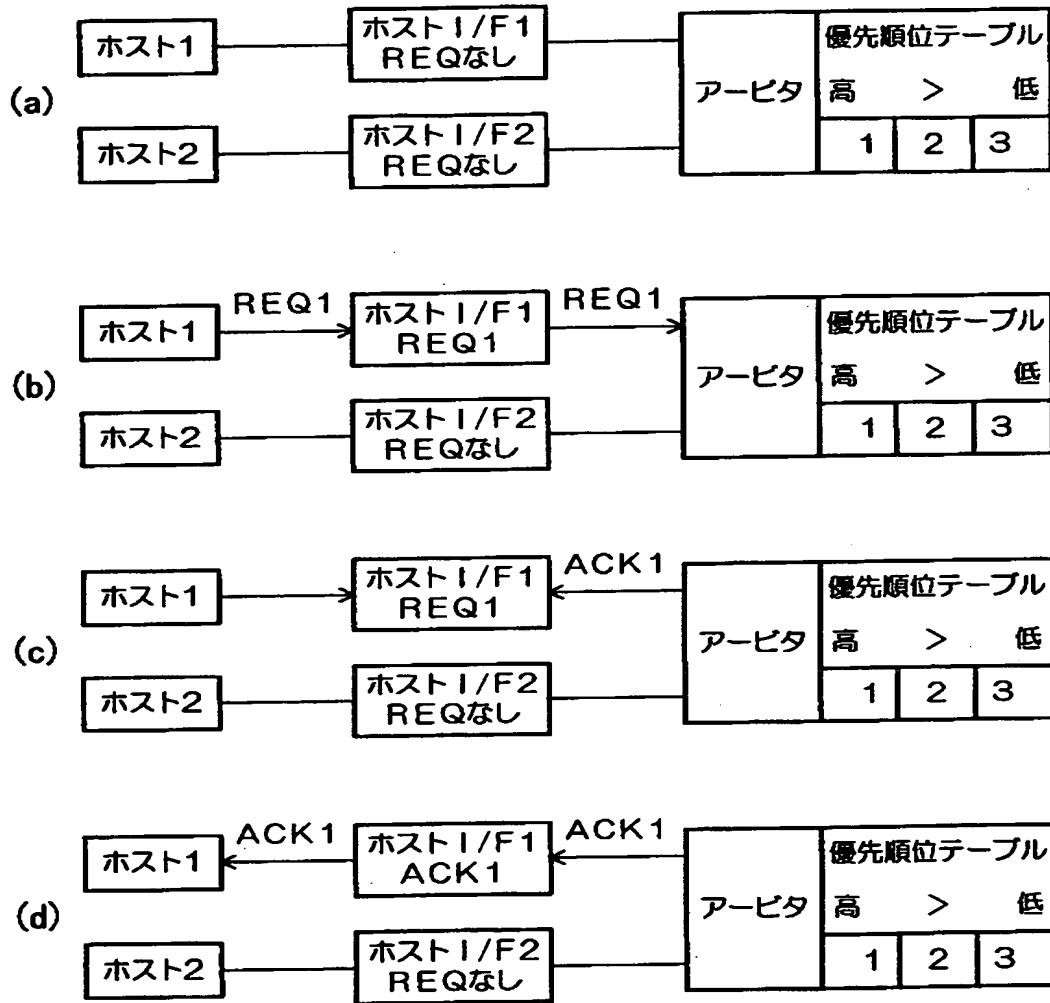 (a)
ホスト1
ホストI/F1
REQなし
ホスト2
ホストI/F2
REQなし
アービタ
優先順位テーブル
高 > 低
1 2 3
(b)
ホスト1
REQ1
ホストI/F1
REQ1
REQ1
ホスト2
ホストI/F2
REQなし
アービタ
優先順位テーブル
高 > 低
1 2 3
(c)
ホスト1
ホストI/F1
REQ1
ACK1
ホスト2
ホストI/F2
REQなし
アービタ
優先順位テーブル
高 > 低
1 2 3
(d)
ホスト1
ACK1
ホストI/F1
ACK1
ACK1
ホスト2
ホストI/F2
REQなし
アービタ
優先順位テーブル
高 > 低
1 2 3